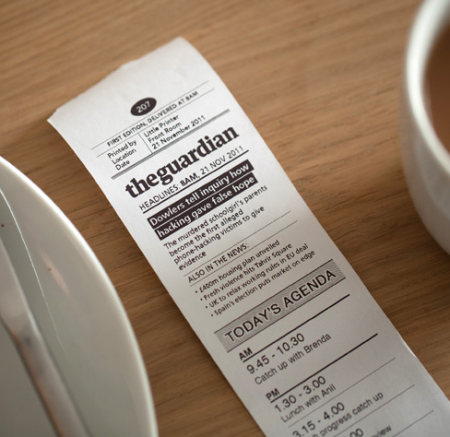 207
FIRST EDITION, DELIVERED AT 8AM
Printed by Little Printer
Location Front Room
Date 21 November 2011
theguardian
HEADLINES: 8AM, 21 NOV 2011
Dowlers tell inquiry how
hacking gave false hope
The murdered schoolgirl's parents
become the first alleged
phone-hacking victims to give
evidence
ALSO IN THE NEWS:
• £400m housing plan unveiled
• Fresh violence hits Tahrir Square
• UK to relax working rules in EU deal
• Spain's election puts market on edge
TODAY'S AGENDA
AM
9.45 - 10.30
Catch up with Brenda
PM
1.30 - 3.00
Lunch with Anil
3.15 - 4.00
progress catch up